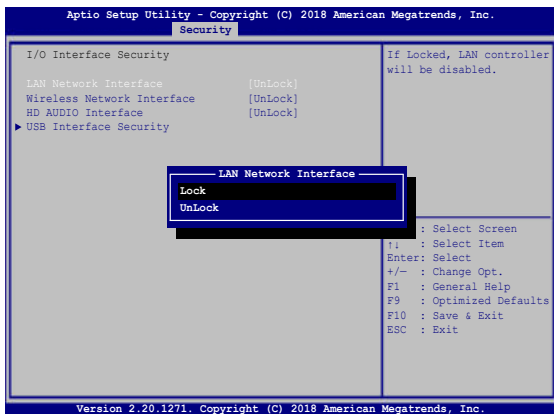 Aptio Setup Utility - Copyright (C) 2018 American Megatrends, Inc.
Security
I/O Interface Security
LAN Network Interface [UnLock]
Wireless Network Interface [UnLock]
HD AUDIO Interface [UnLock]
USB Interface Security
If Locked, LAN controller
will be disabled.
LAN Network Interface
Lock
UnLock
: Select Screen
↑↓ : Select Item
Enter: Select
+/— : Change Opt.
F1 : General Help
F9 : Optimized Defaults
F10 : Save & Exit
ESC : Exit
Version 2.20.1271. Copyright (C) 2018 American Megatrends, Inc.